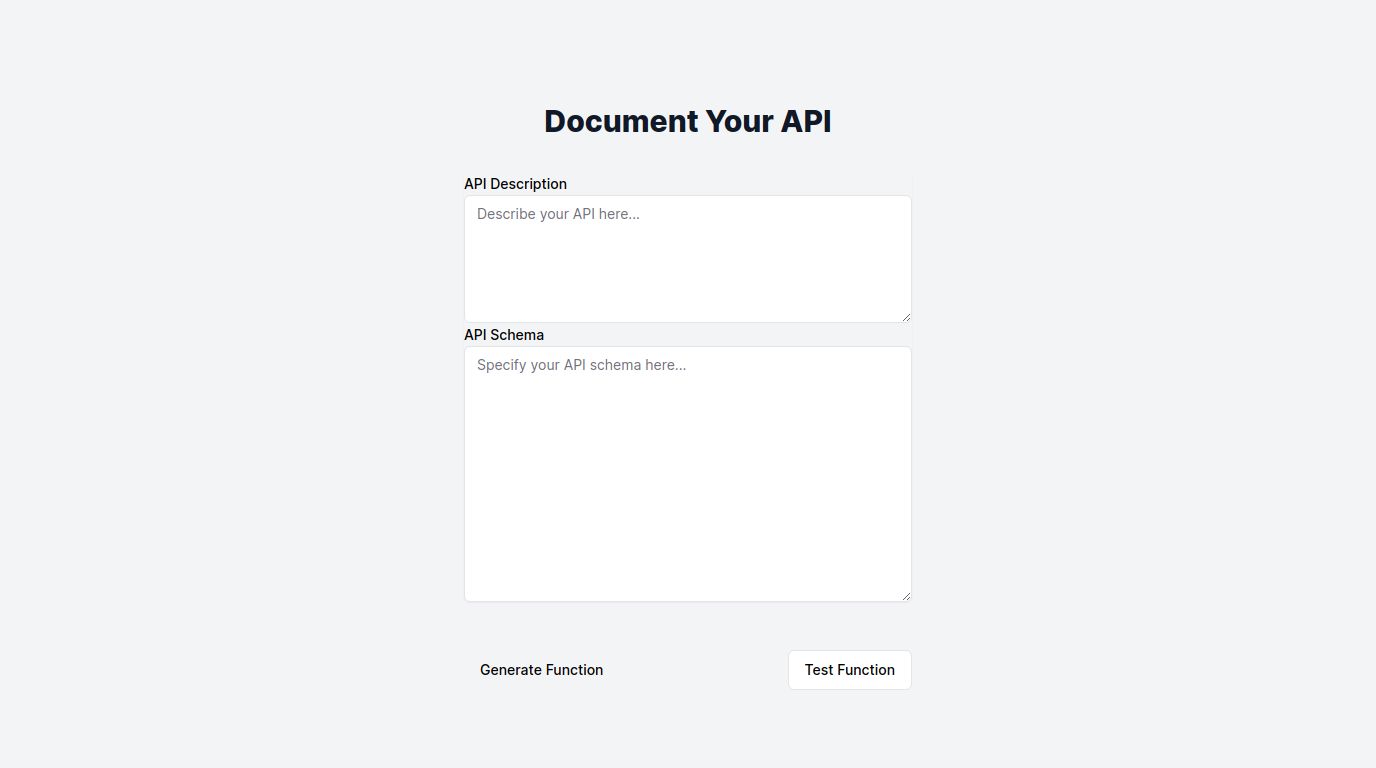 Document Your API
API Description
Describe your API here...
API Schema
Specify your API schema here...
Generate Function
Test Function